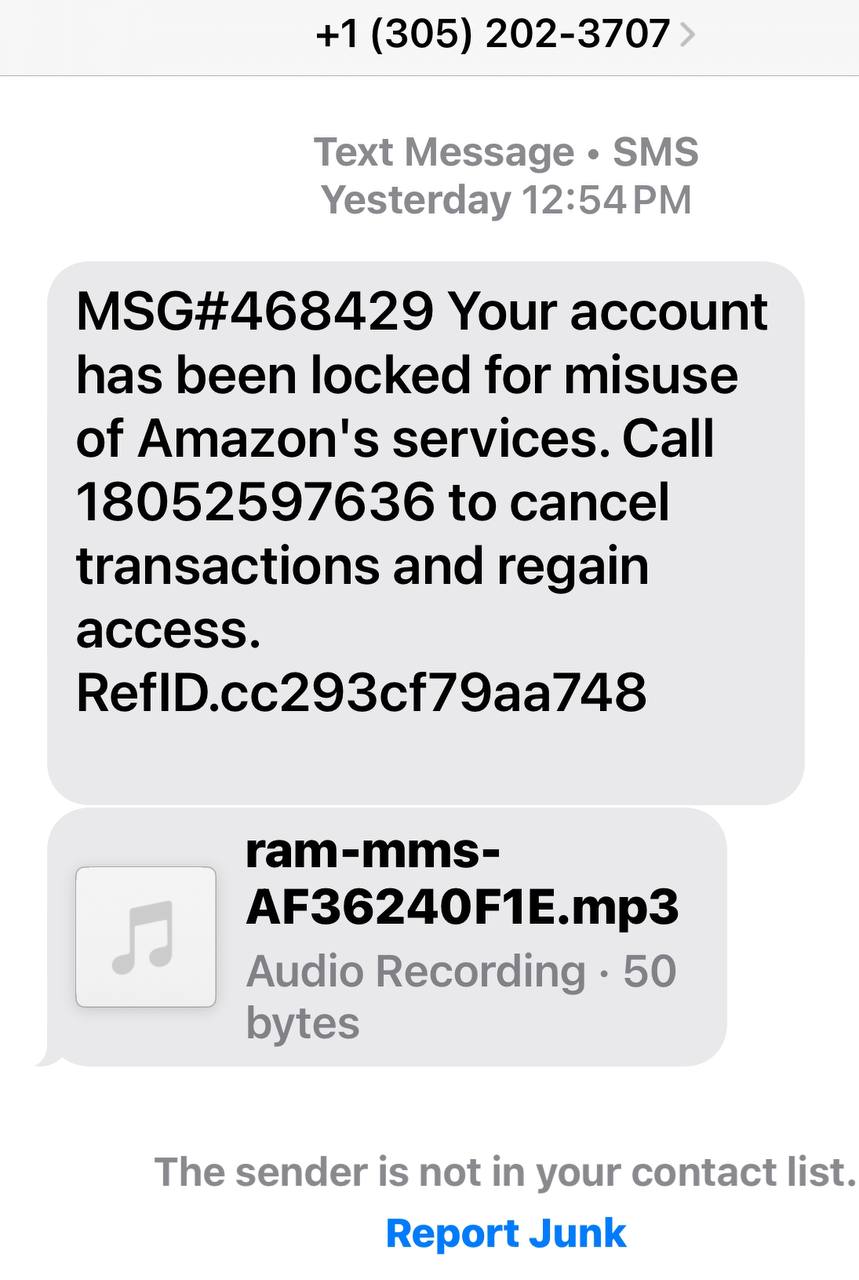 +1 (305) 202-3707
Text Message • SMS
Yesterday 12:54 PM
MSG#468429 Your account
has been locked for misuse
of Amazon's services. Call
18052597636 to cancel
transactions and regain
access.
RefID.cc293cf79aa748
ram-mms-
AF36240F1E.mp3
Audio Recording · 50
bytes
The sender is not in your contact list.
Report Junk